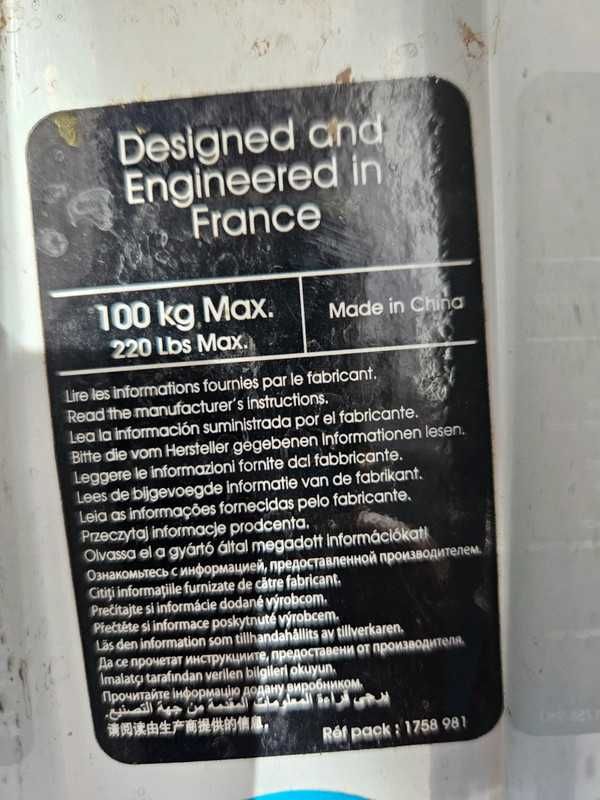 Designed and
Engineered in
France
100 kg Max.
220 Lbs Max.
Made in China
Lire les informations fournies par le fabricant.
Read the manufacturer's instructions.
Lea la información suministrada por el fabricante.
Bitte die vom Hersteller gegebenen Informationen lesen.
Leggere le informazioni fornite dal fabbricante.
Lees de bijgevoegde informatie van de fabrikant.
Leia as informações fornecidas pelo fabricante.
Przeczytaj informacje prodcenta.
Olvassa el a gyártó által megadott információkat!
Ознакомьтесь с информацией, предоставленной производителем.
Citiți informațiile furnizate de către fabricant.
Prečítajte si informácie dodané výrobcom.
Přečtěte si informace poskytnuté výrobcem.
Läs den information som tillhandahållits av tillverkaren.
Да се прочетат инструкциите, предоставени от производителя.
İmalatçı tarafından verilen bilgileri okuyun.
Прочитайте інформацію додану виробником.
يرجى قراءة المعلومات المقدمة من جهة التصنيع.
请阅读由生产商提供的信息。
Réf pack : 1758 981